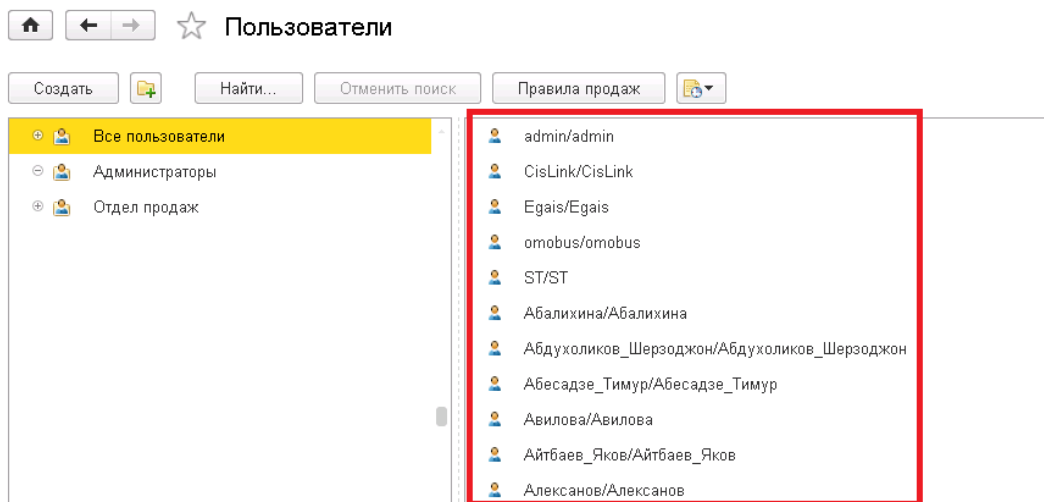 Пользователи
Создать Найти... Отменить поиск Правила продаж
Все пользователи
Администраторы
Отдел продаж
admin/admin
CisLink/CisLink
Egais/Egais
omobus/omobus
ST/ST
Абалихина/Абалихина
Абдухоликов_Шерзоджон/Абдухоликов_Шерзоджон
Абесадзе_Тимур/Абесадзе_Тимур
Авилова/Авилова
Айтбаев_Яков/Айтбаев_Яков
Алексанов/Алексанов